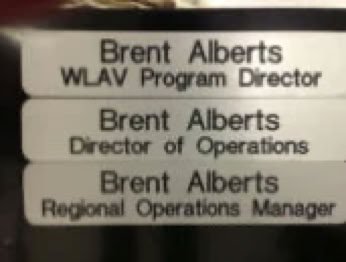 Brent Alberts
WLAV Program Director
Brent Alberts
Director of Operations
Brent Alberts
Regional Operations Manager